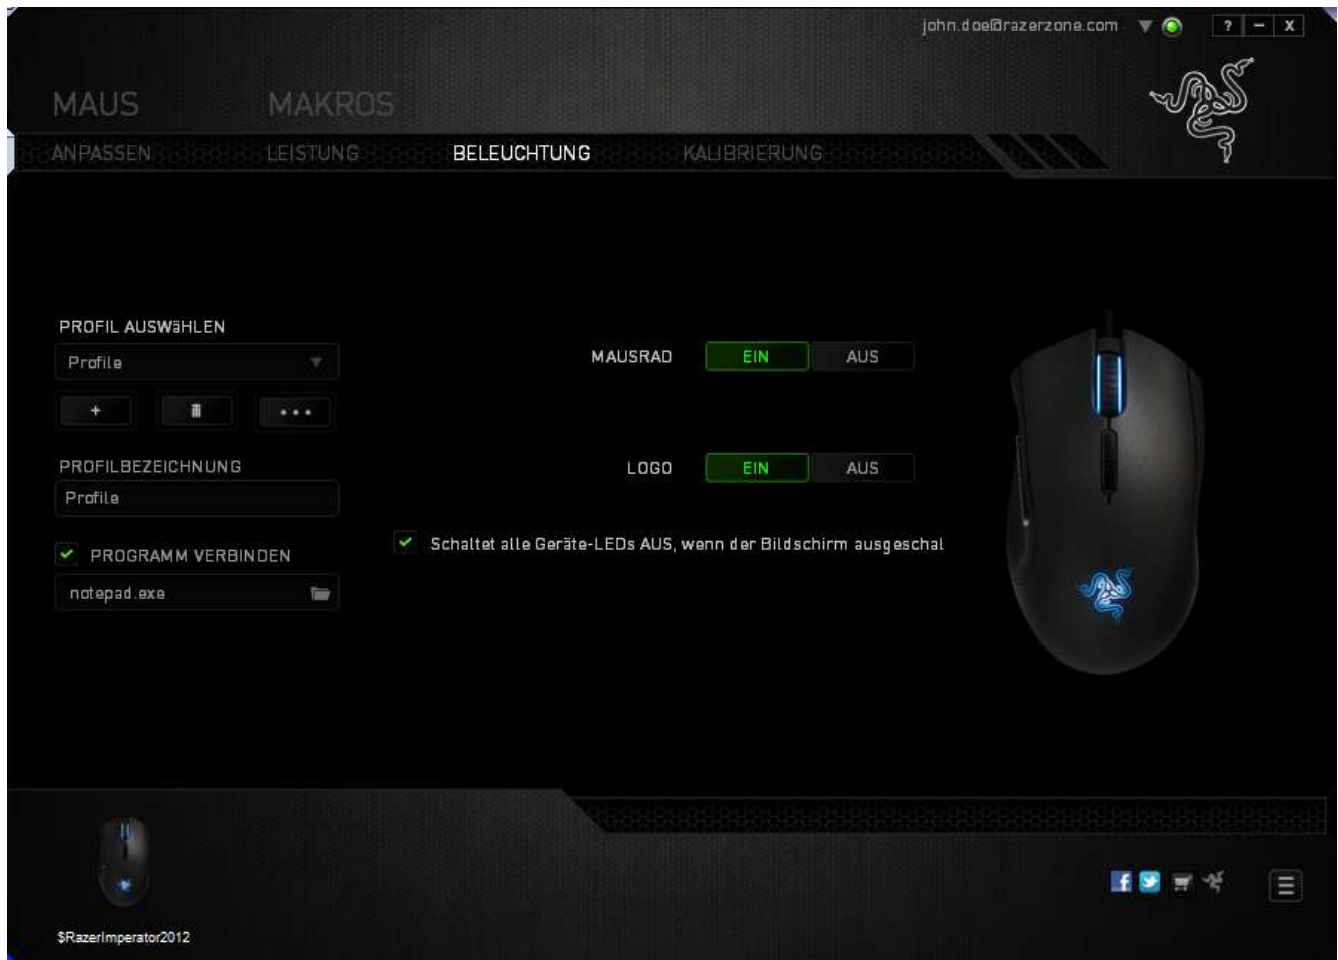 john.doe@razerzone.com
? – X
MAUS MAKROS
ANPASSEN LEISTUNG BELEUCHTUNG KALIBRIERUNG
PROFIL AUSWäHLEN
Profile
+ •••
PROFILBEZEICHNUNG
Profile
PROGRAMM VERBINDEN
notepad.exe
MAUSRAD EIN AUS
LOGO EIN AUS
Schaltet alle Geräte-LEDs AUS, wenn der Bildschirm ausgeschal
f
$RazerImperator2012